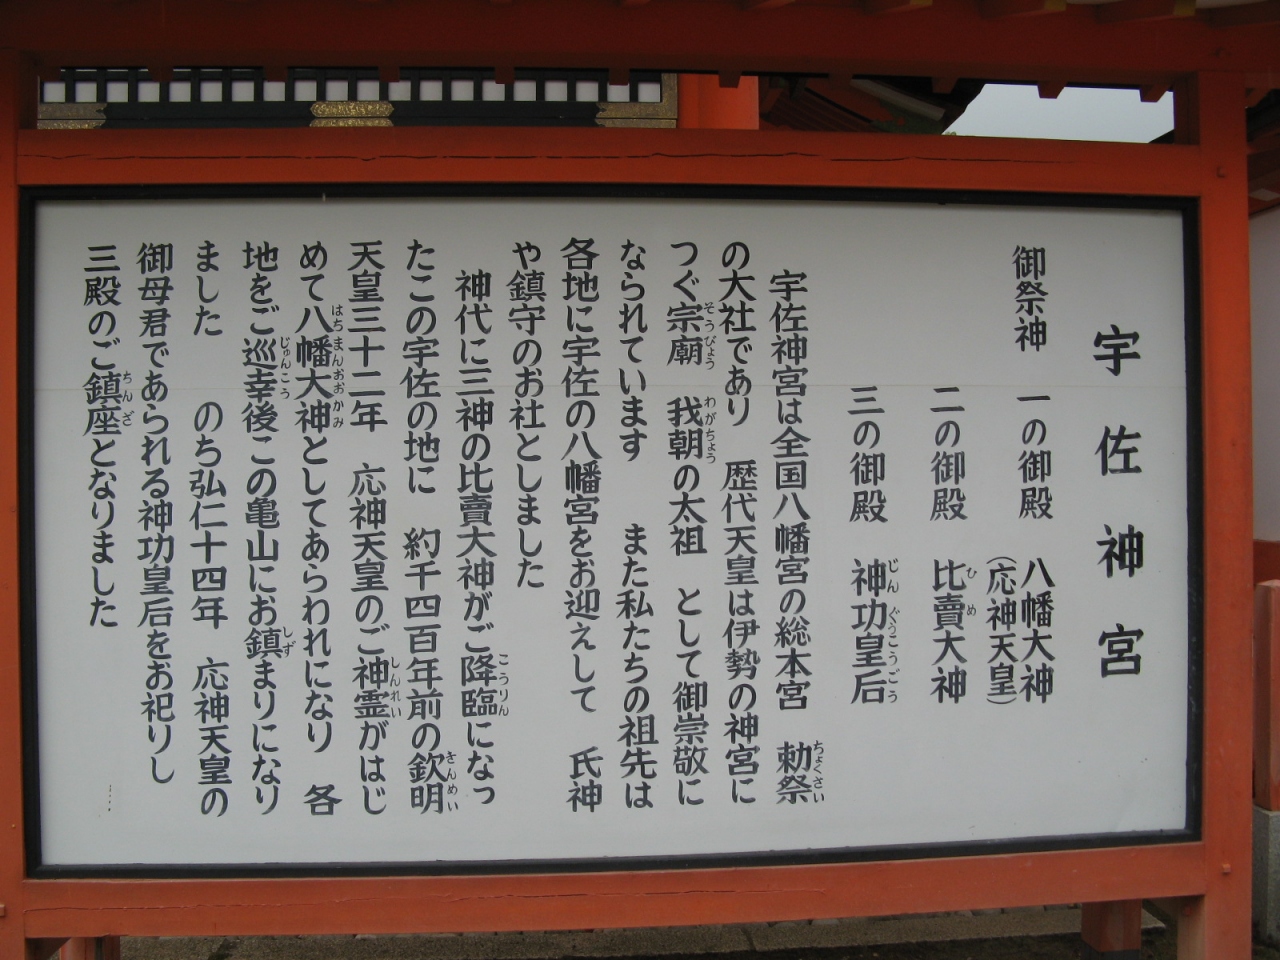 宇佐神宮
御祭神 一の御殿 八幡大神
(応神天皇)
二の御殿 比賣大神
三の御殿 神功皇后
宇佐神宮は全国八幡宮の総本宮 勅祭
の大社であり 歴代天皇は伊勢の神宮に
つぐ宗廟 我朝の太祖 として御崇敬に
なられています また私たちの祖先は
各地に宇佐の八幡宮をお迎えして 氏神
や鎮守のお社としました
神代に三神の比賣大神がご降臨になっ
たこの宇佐の地に 約千四百年前の欽明
天皇三十二年 応神天皇のご神霊がはじ
めて八幡大神としてあらわれになり 各
地をご巡幸後この亀山にお鎮まりになり
ました のち弘仁十四年 応神天皇の
御母君であられる神功皇后をお祀りし
三殿のご鎮座となりました